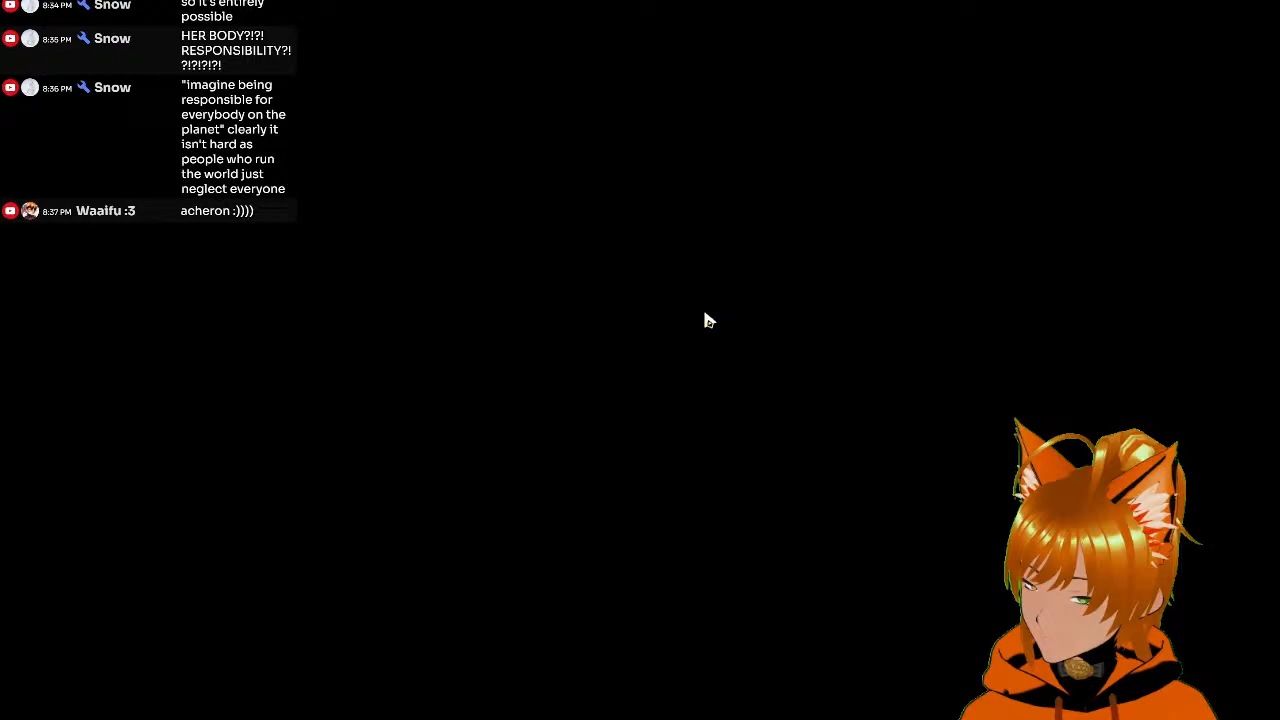 8:34 PM Snow so it's entirely
possible
8:35 PM Snow HER BODY?!?!
RESPONSIBILITY?!
?!?!?!?!
8:36 PM Snow "imagine being
responsible for
everybody on the
planet" clearly it
isn't hard as
people who run
the world just
neglect everyone
8:37 PM Waaifu :3 acheron :))))